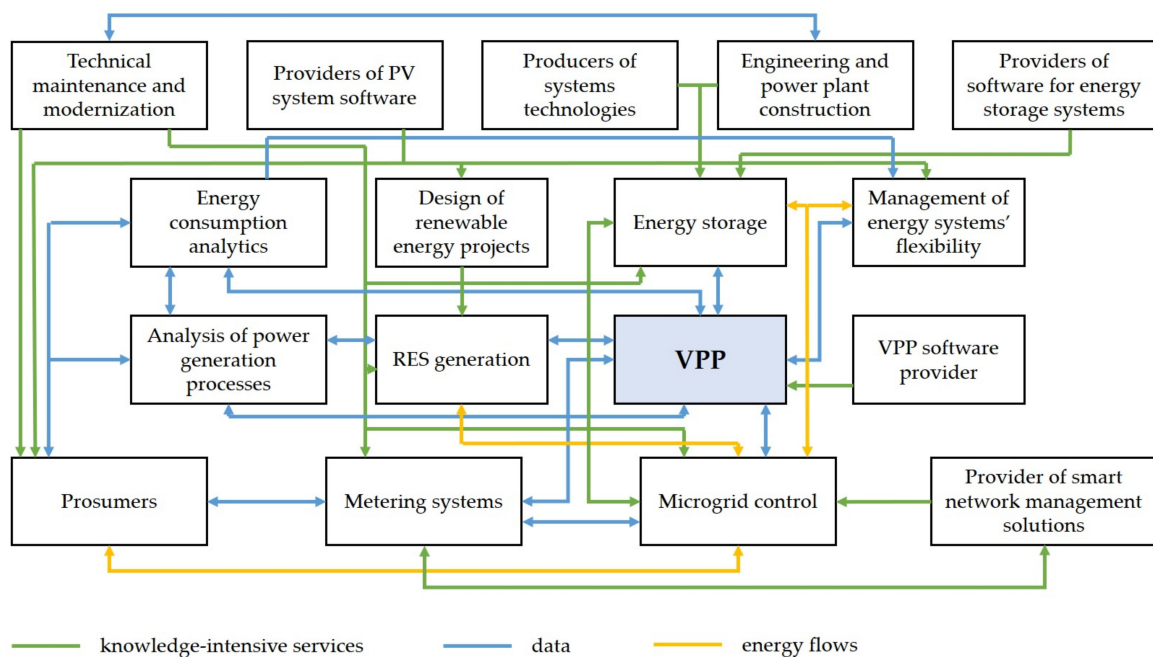 Technical
maintenance and
modernization
Providers of PV
system software
Producers of
systems
technologies
Engineering and
power plant
construction
Providers of
software for energy
storage systems
Energy
consumption
analytics
Design of
renewable
energy projects
Energy storage
Management of
energy systems’
flexibility
Analysis of power
generation
processes
RES generation
VPP
VPP software
provider
Prosumers
Metering systems
Microgrid control
Provider of smart
network management
solutions
knowledge-intensive services
data
energy flows